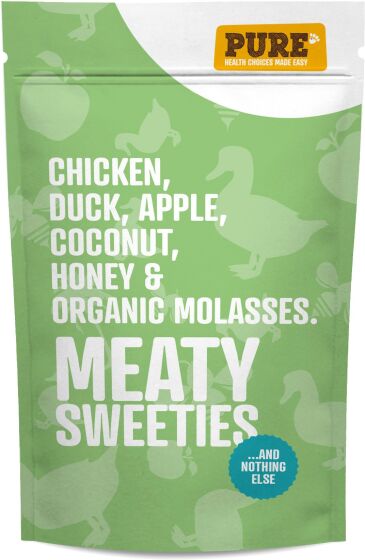 PURE
HEALTH CHOICES MADE EASY
CHICKEN,
DUCK, APPLE,
COCONUT,
HONEY &
ORGANIC MOLASSES.
MEATY
SWEETIES
...AND
NOTHING
ELSE